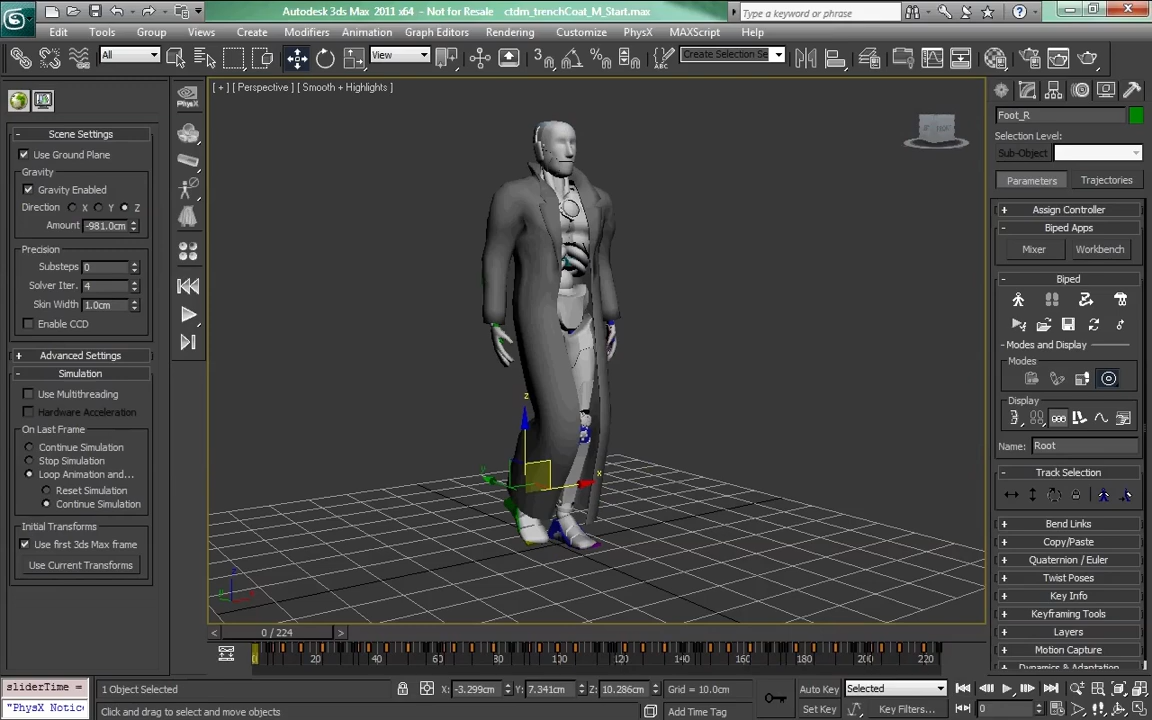 Autodesk 3ds Max 2011 x64 - Not for Resale ctdm_trenchCoat_M_Start.max
Type a keyword or phrase
Edit Tools Group Views Create Modifiers Animation Graph Editors Rendering Customize PhysX MAXScript Help
All
View
3
%
ABC
Create Selection Se
[ + ] [ Perspective ] [ Smooth + Highlights ]
PhysX
- Scene Settings
Use Ground Plane
Gravity
Gravity Enabled
Direction X Y Z
Amount -981.0cm
Precision
Substeps 0
Solver Iter. 4
Skin Width 1.0cm
Enable CCD
+ Advanced Settings
- Simulation
Use Multithreading
Hardware Acceleration
On Last Frame
Continue Simulation
Stop Simulation
Loop Animation and...
Reset Simulation
Continue Simulation
Initial Transforms
Use first 3ds Max frame
Use Current Transforms
z
y
x
Foot_R
Selection Level:
Sub-Object
Parameters Trajectories
+ Assign Controller
- Biped Apps
Mixer Workbench
- Biped
- Modes and Display
Modes
Display
Name: Root
- Track Selection
+ Bend Links
+ Copy/Paste
+ Quaternion / Euler
+ Twist Poses
+ Key Info
+ Keyframing Tools
+ Layers
+ Motion Capture
+ Dynamics & Adaptation
< 0 / 224 >
20 40 60 80 100 120 140 160 180 200 220
sliderTime =
"PhysX Notic
1 Object Selected
X: -3.299cm Y: 7.341cm Z: 10.286cm
Grid = 10.0cm
Auto Key
Selected
Click and drag to select and move objects
Add Time Tag
Set Key
Key Filters...
0